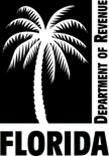 DEPARTMENT OF REVENUE
FLORIDA